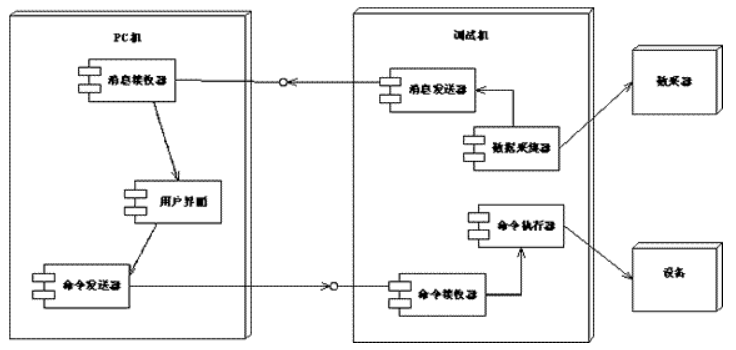 PC机
调试机
消息接收器
消息发送器
数采器
数据采集器
用户界面
命令执行器
命令发送器
命令接收器
设备